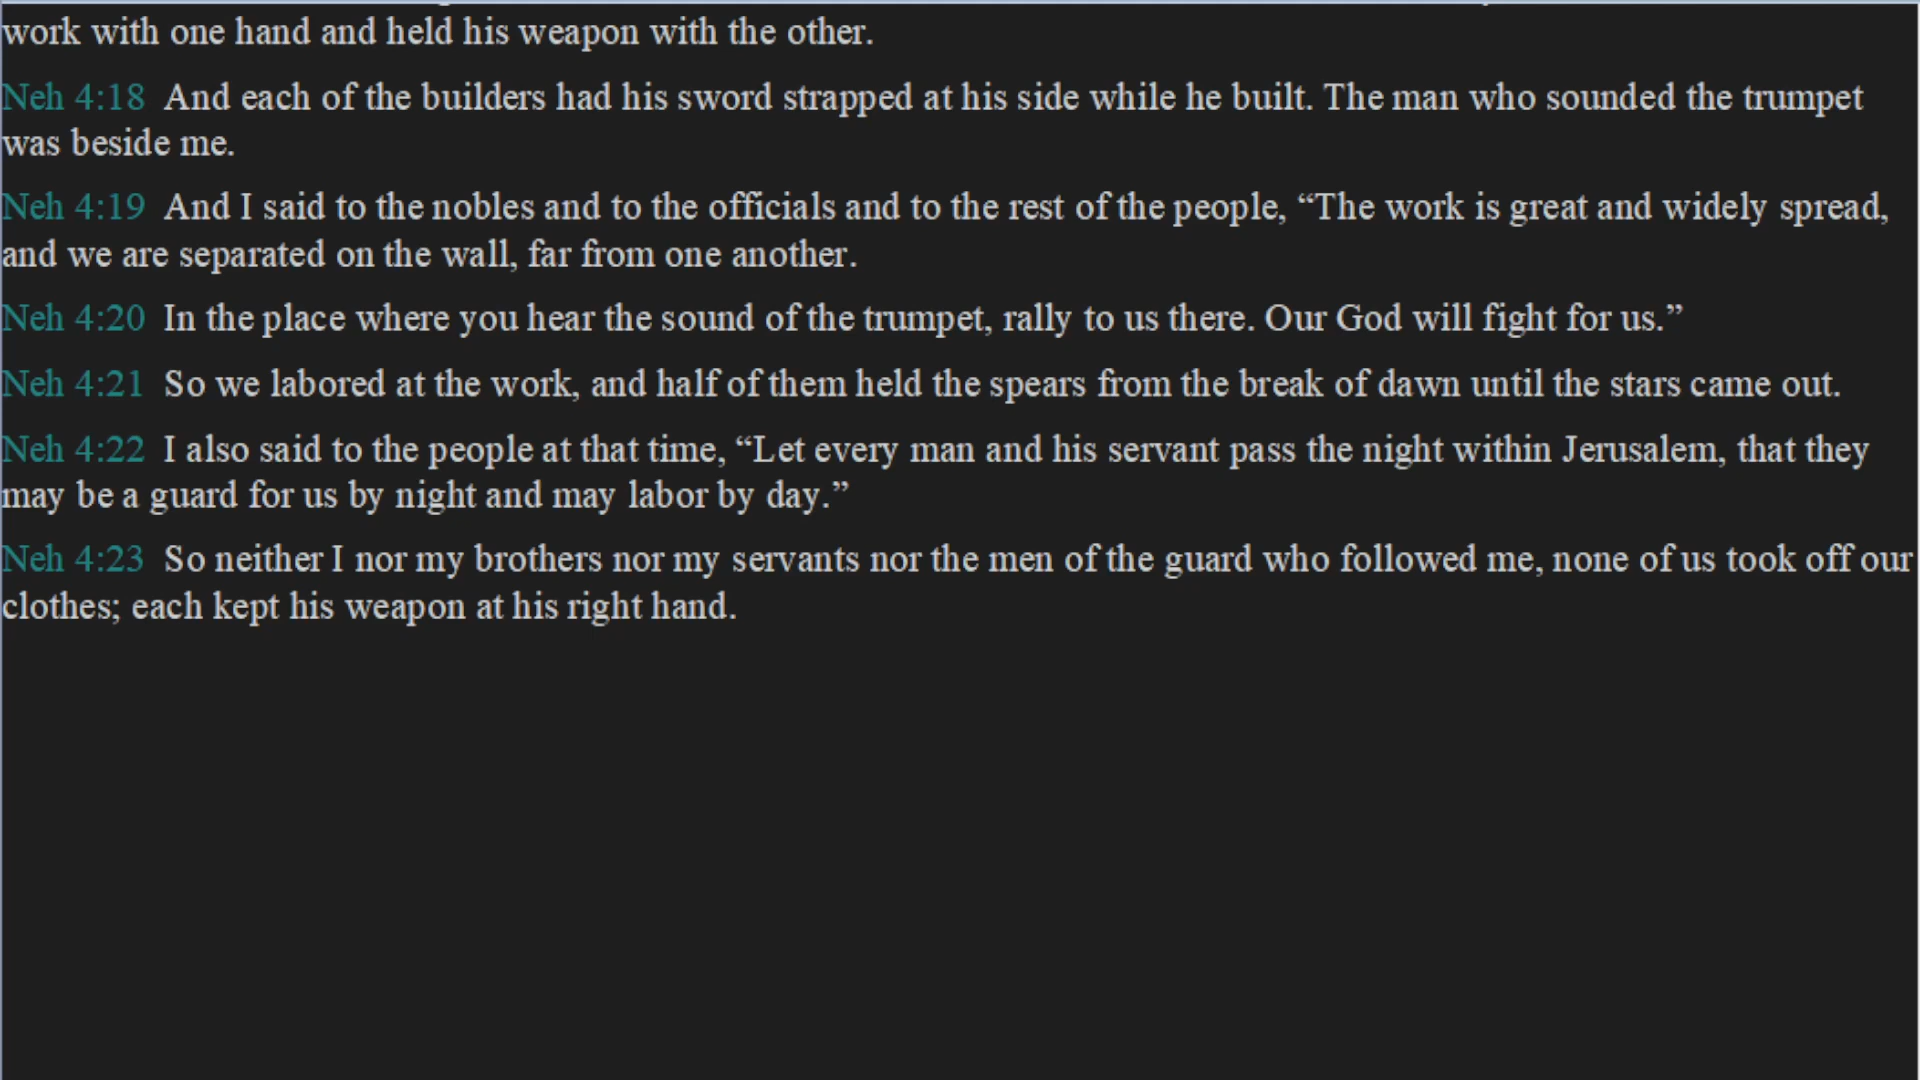 work with one hand and held his weapon with the other.
Neh 4:18 And each of the builders had his sword strapped at his side while he built. The man who sounded the trumpet
was beside me.
Neh 4:19 And I said to the nobles and to the officials and to the rest of the people, “The work is great and widely spread,
and we are separated on the wall, far from one another.
Neh 4:20 In the place where you hear the sound of the trumpet, rally to us there. Our God will fight for us.”
Neh 4:21 So we labored at the work, and half of them held the spears from the break of dawn until the stars came out.
Neh 4:22 I also said to the people at that time, “Let every man and his servant pass the night within Jerusalem, that they
may be a guard for us by night and may labor by day.”
Neh 4:23 So neither I nor my brothers nor my servants nor the men of the guard who followed me, none of us took off our
clothes; each kept his weapon at his right hand.